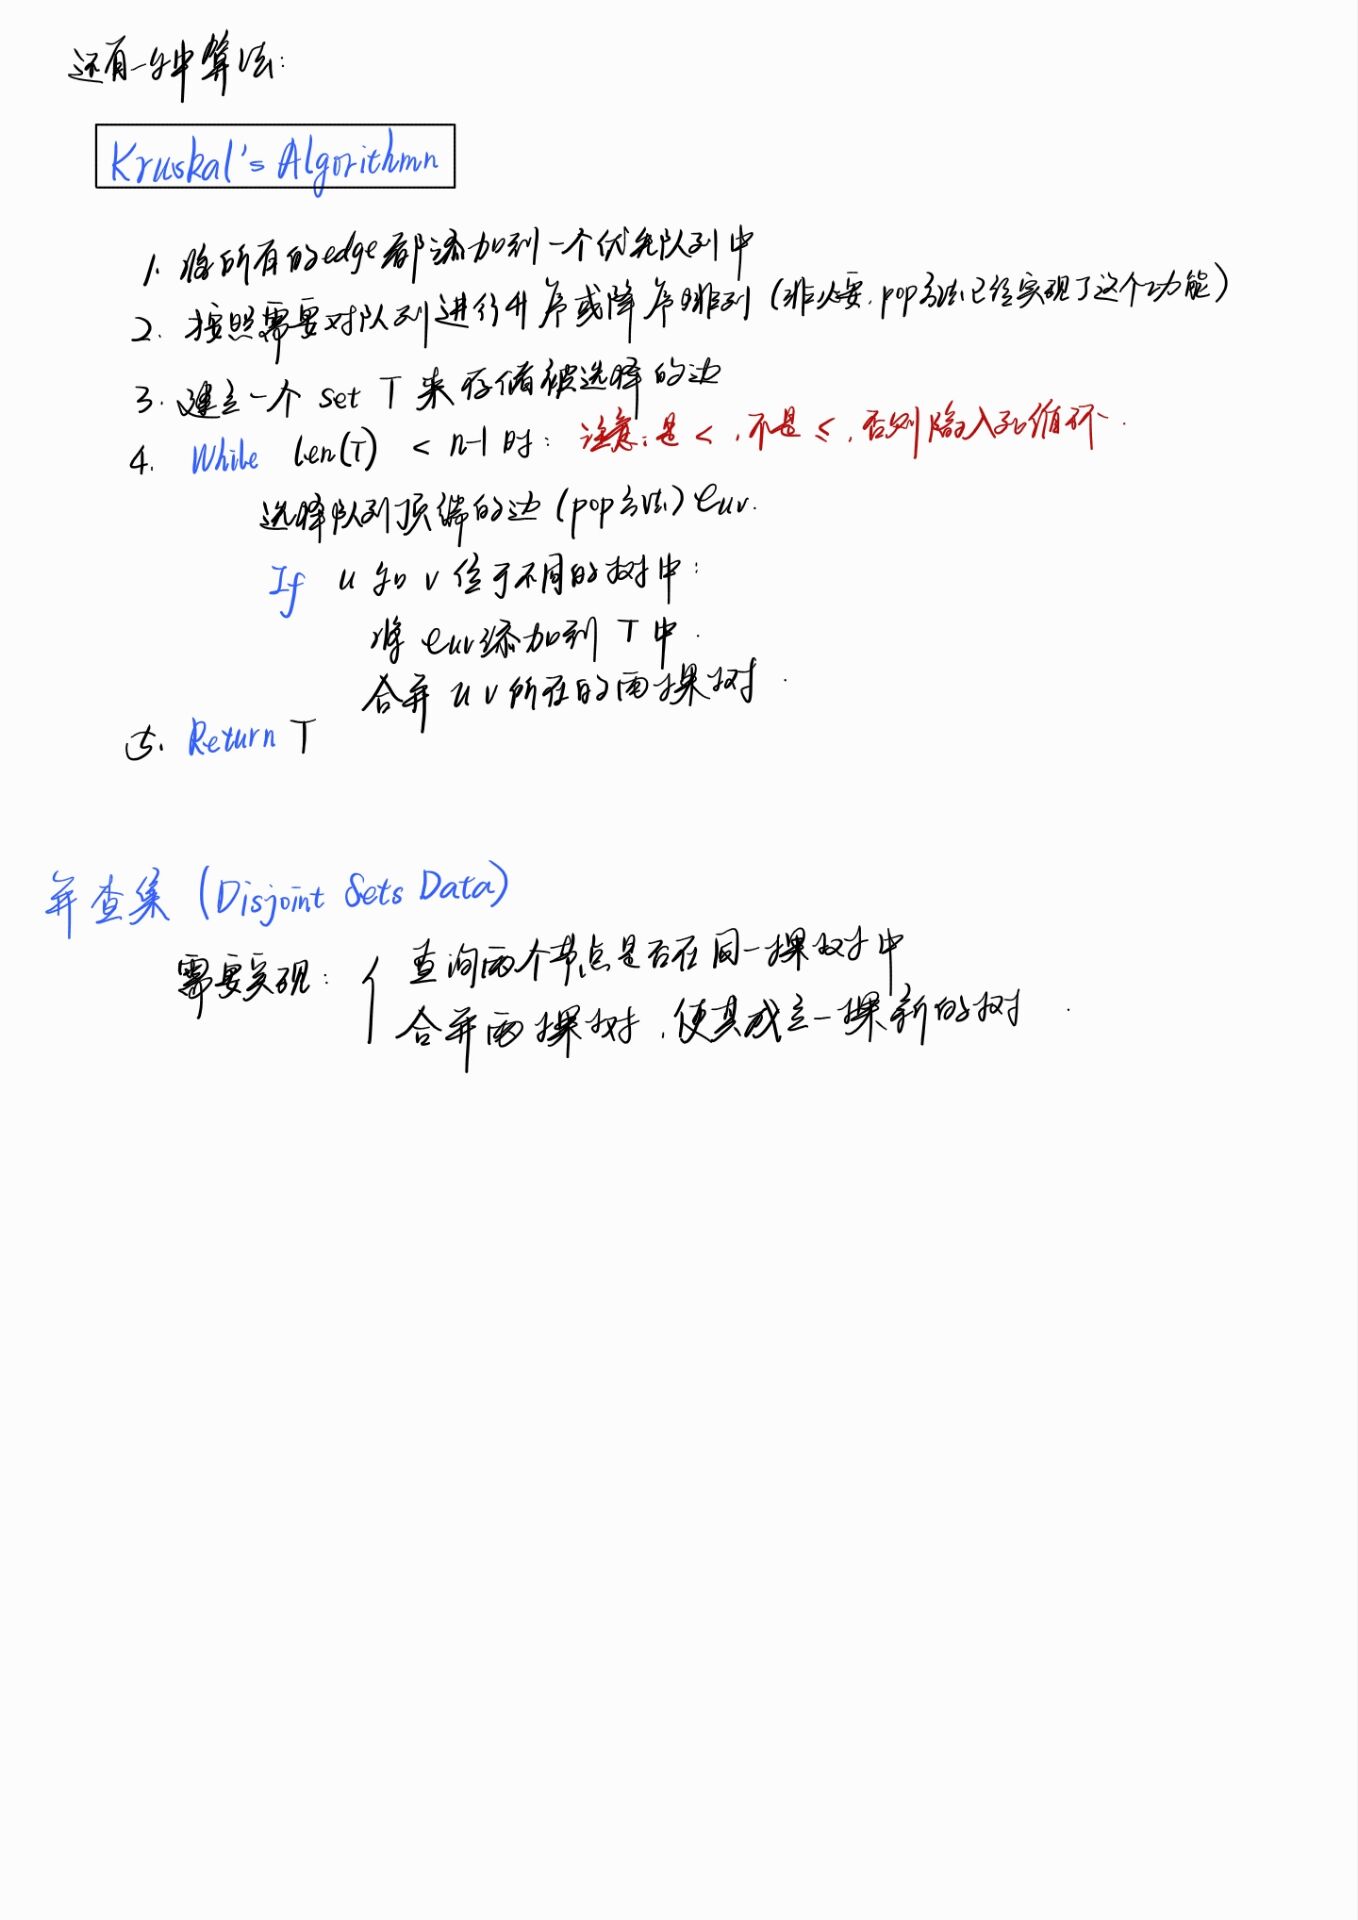 还有一种算法:
Kruskal's Algorithmn
1. 将所有的edge都添加到一个优先队列中
2. 按照需要对队列进行升序或降序排列 (非必要, pop方法已经实现了这个功能)
3. 建立一个 set T 来存储被选择的边
4. While len(T) < n-1 时: 注意:是 <, 不是 ≤, 否则陷入死循环.
选择队列顶端的边 (pop方法) euv.
If u 和 v 位于不同的树中:
将 euv添加到 T 中.
合并 u v 所在的两棵树.
5. Return T
并查集 (Disjoint Sets Data)
需要实现: { 查询两个节点是否在同一棵树中
合并两棵树, 使其成立一棵新的树.